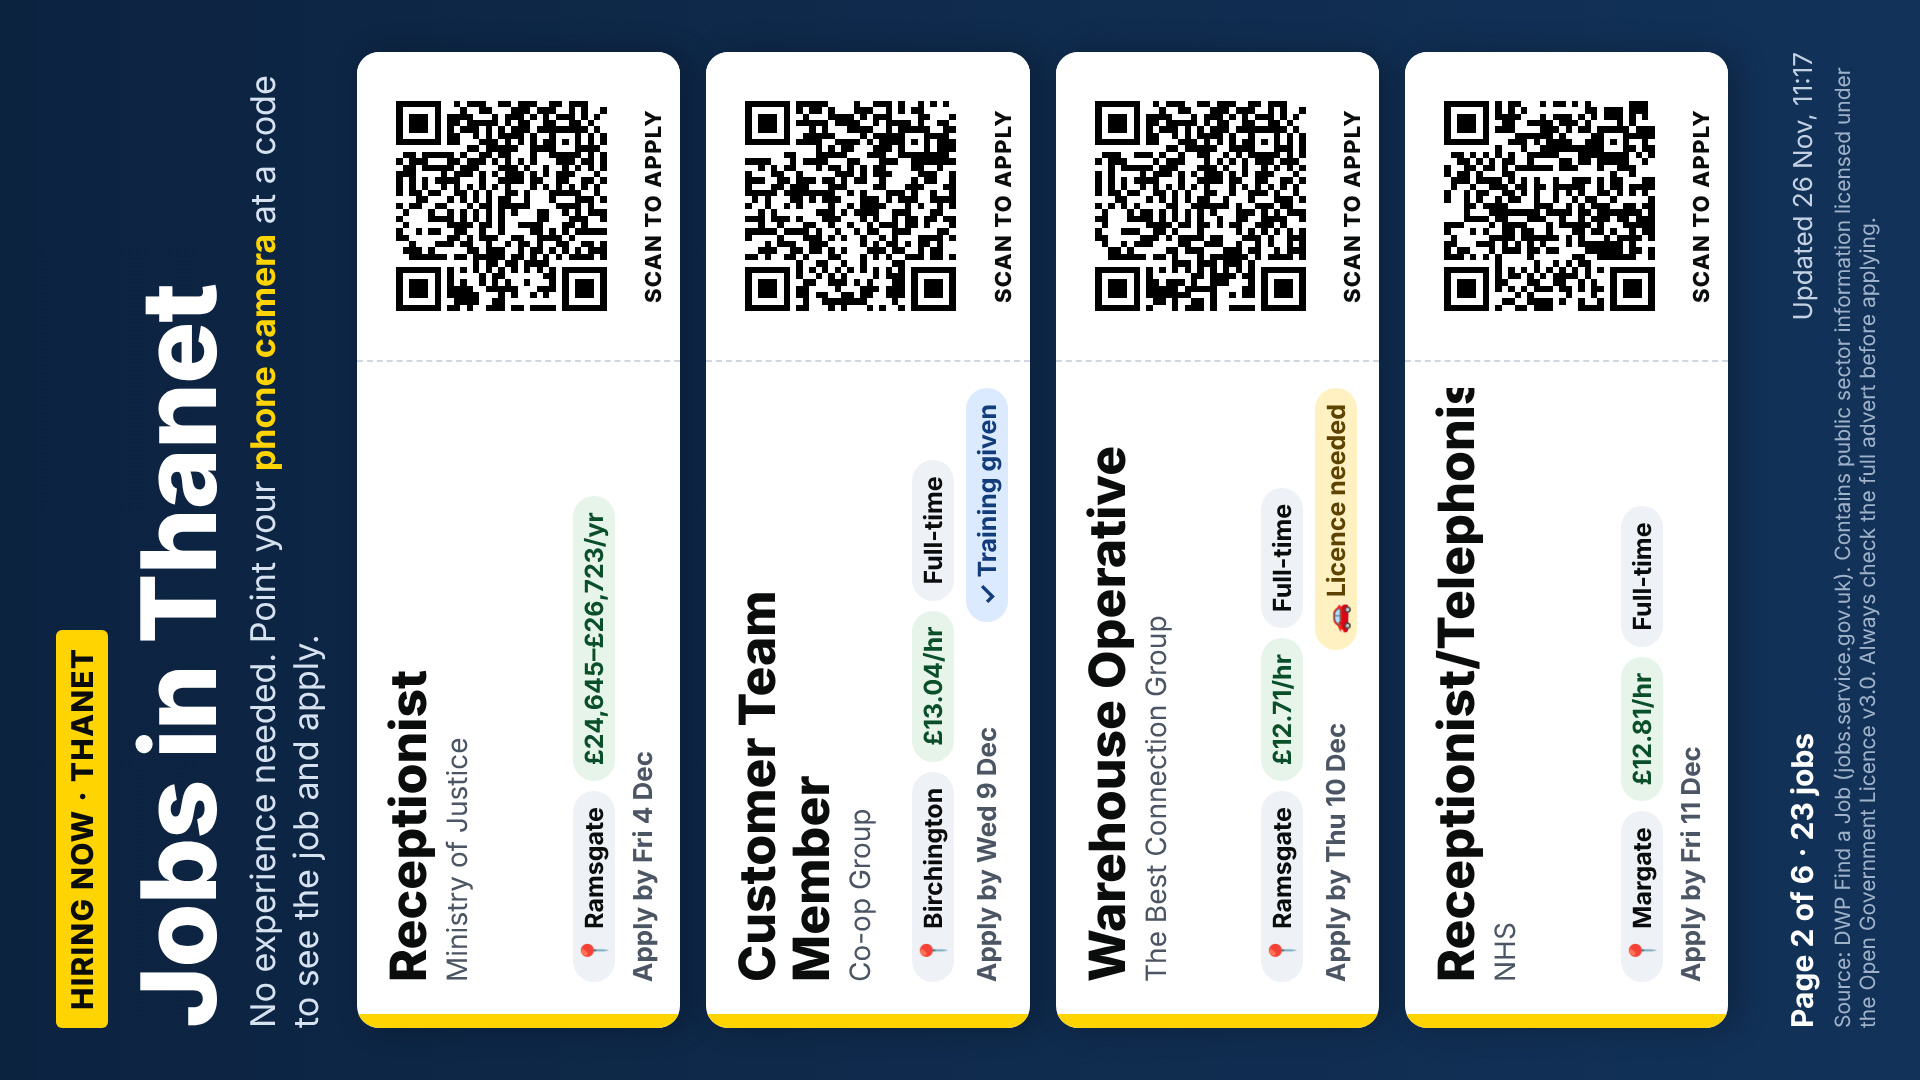 HIRING NOW · THANET
Jobs in Thanet
No experience needed. Point your phone camera at a code
to see the job and apply.
Receptionist
Ministry of Justice
📍 Ramsgate
£24,645–£26,723/yr
Apply by Fri 4 Dec
SCAN TO APPLY
Customer Team
Member
Co-op Group
📍 Birchington
£13.04/hr
Full-time
Apply by Wed 9 Dec
✓ Training given
SCAN TO APPLY
Warehouse Operative
The Best Connection Group
📍 Ramsgate
£12.71/hr
Full-time
Apply by Thu 10 Dec
🚗 Licence needed
SCAN TO APPLY
Receptionist/Telephonis
NHS
📍 Margate
£12.81/hr
Full-time
Apply by Fri 11 Dec
SCAN TO APPLY
Page 2 of 6 · 23 jobs
Updated 26 Nov, 11:17
Source: DWP Find a Job (jobs.service.gov.uk). Contains public sector information licensed under
the Open Government Licence v3.0. Always check the full advert before applying.